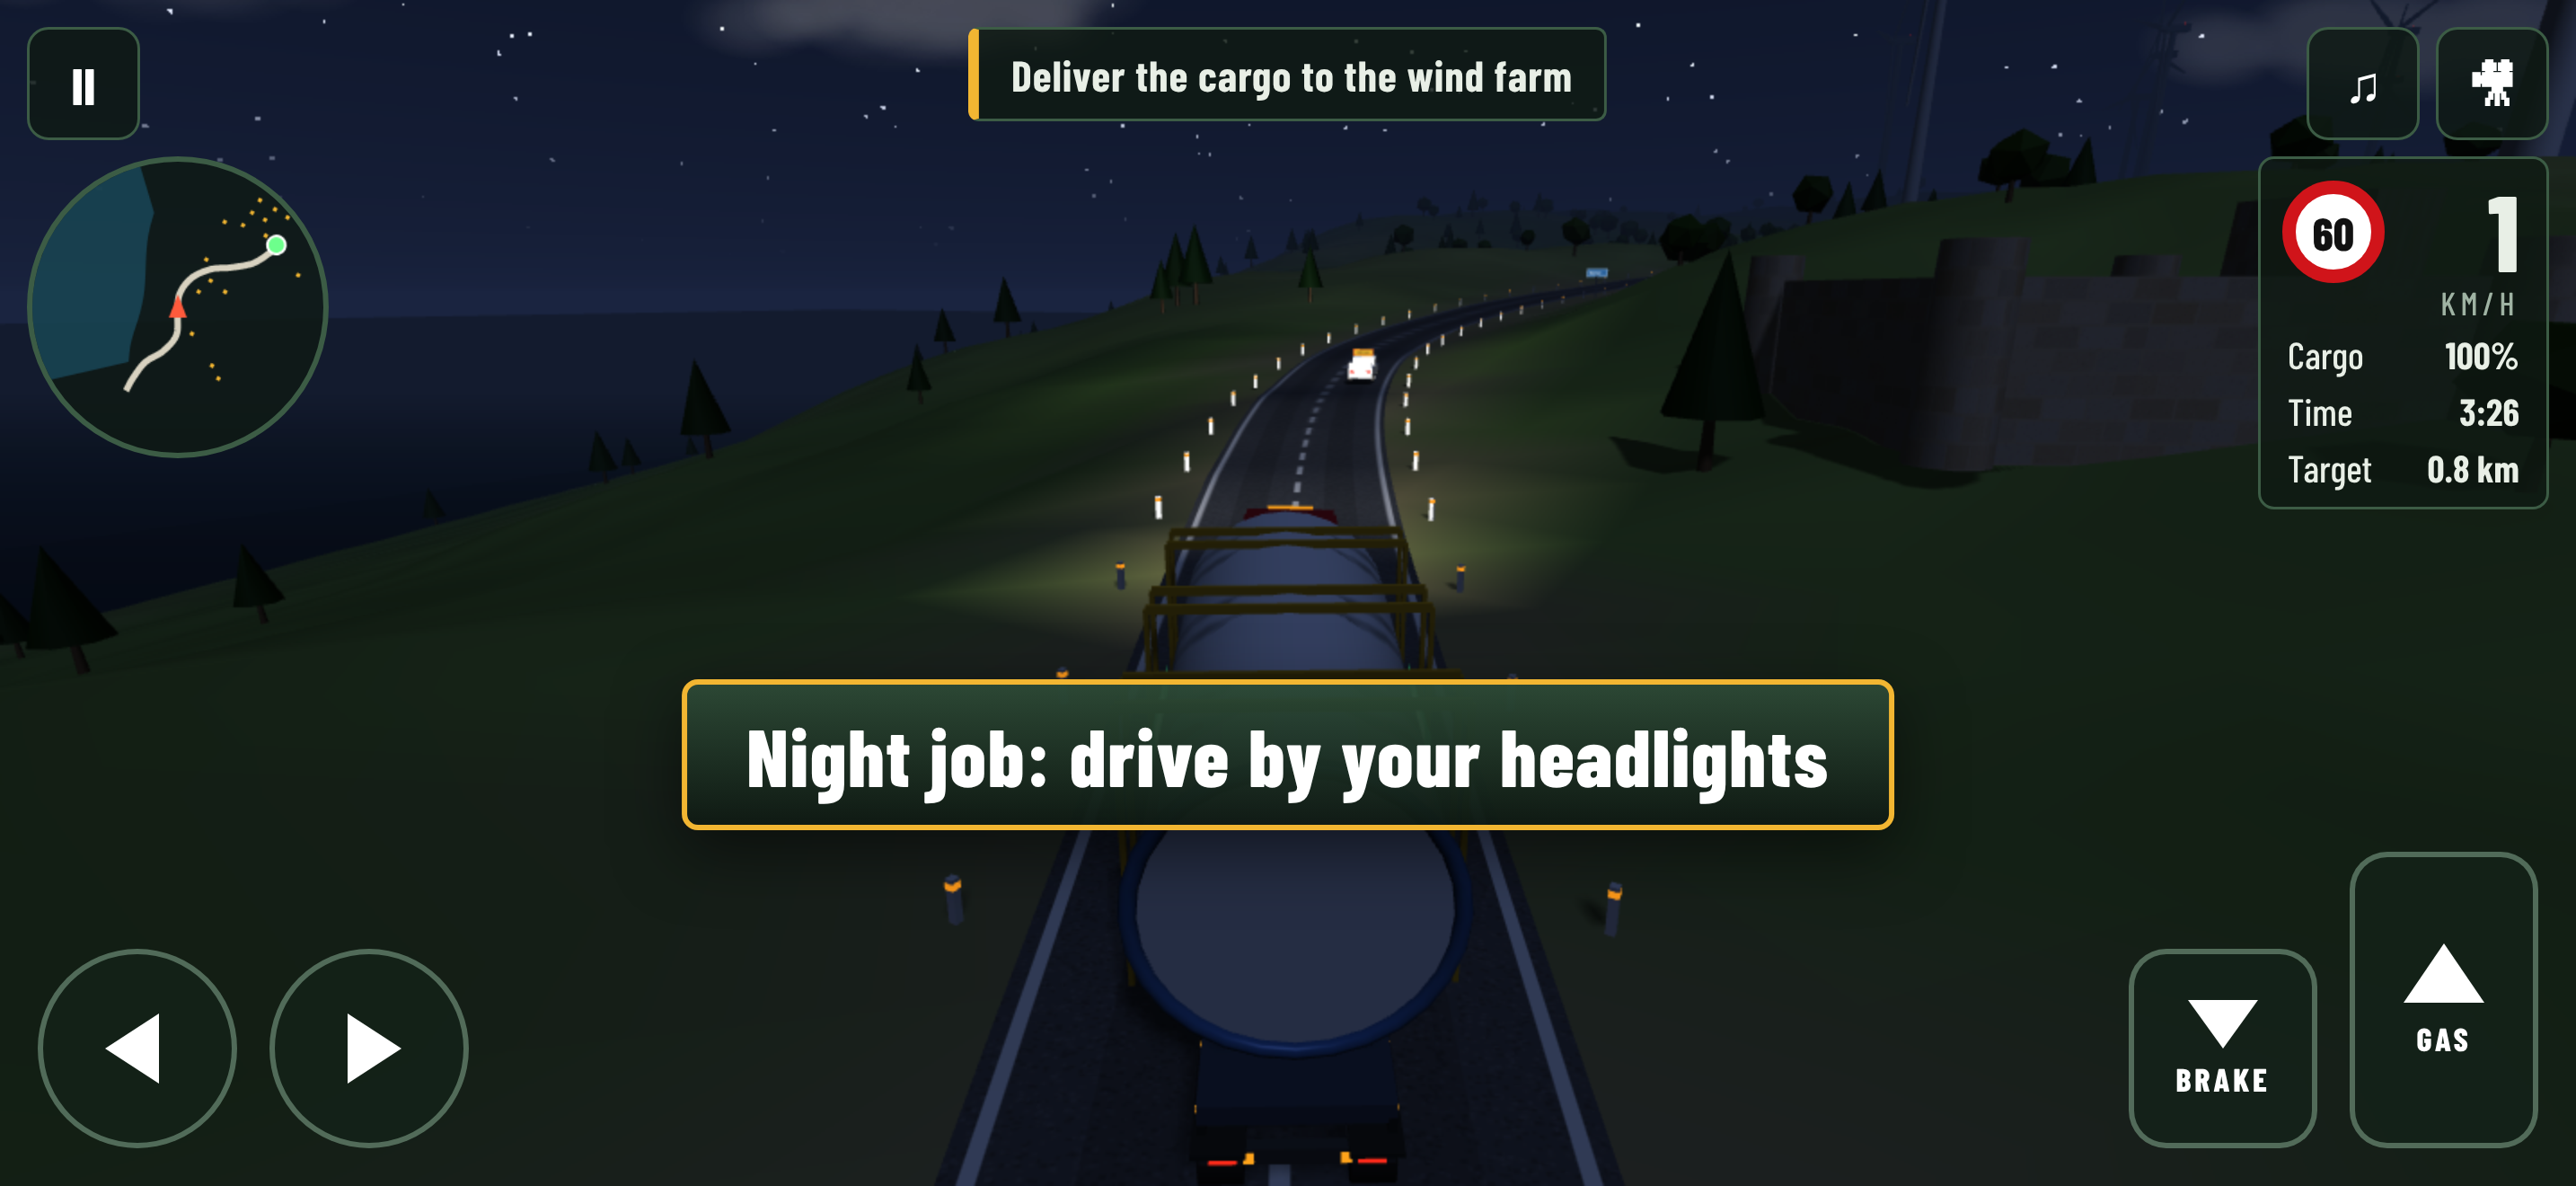 Deliver the cargo to the wind farm
60
1
KM/H
Cargo 100%
Time 3:26
Target 0.8 km
Night job: drive by your headlights
BRAKE
GAS